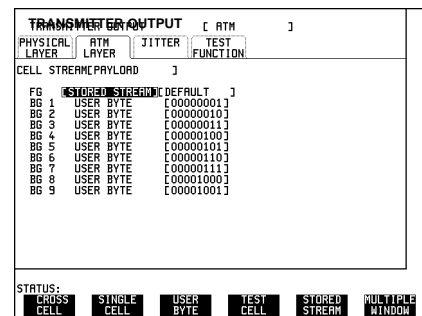 TRANSMITTER OUTPUT [ ATM ]
PHYSICAL LAYER ATM LAYER JITTER TEST FUNCTION
CELL STREAM[PAYLOAD ]
FG [STORED STREAM][DEFAULT ]
BG 1 USER BYTE [00000001]
BG 2 USER BYTE [00000010]
BG 3 USER BYTE [00000011]
BG 4 USER BYTE [00000100]
BG 5 USER BYTE [00000101]
BG 6 USER BYTE [00000110]
BG 7 USER BYTE [00000111]
BG 8 USER BYTE [00001000]
BG 9 USER BYTE [00001001]
STATUS:
CROSS CELL SINGLE CELL USER BYTE TEST CELL STORED STREAM MULTIPLE WINDOW